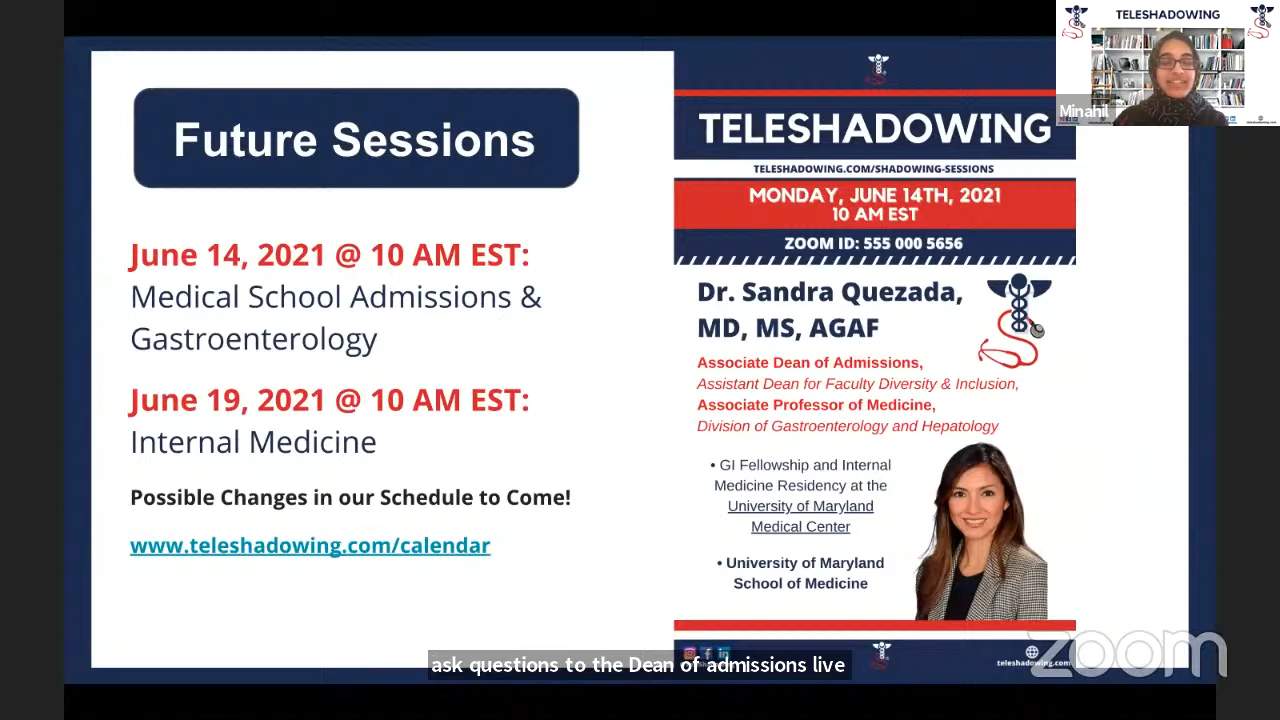 Future Sessions
June 14, 2021 @ 10 AM EST:
Medical School Admissions &
Gastroenterology
June 19, 2021 @ 10 AM EST:
Internal Medicine
Possible Changes in our Schedule to Come!
www.teleshadowing.com/calendar
TELESHADOWING
TELESHADOWING.COM/SHADOWING-SESSIONS
MONDAY, JUNE 14TH, 2021
10 AM EST
ZOOM ID: 555 000 5656
Dr. Sandra Quezada,
MD, MS, AGAF
Associate Dean of Admissions,
Assistant Dean for Faculty Diversity & Inclusion,
Associate Professor of Medicine,
Division of Gastroenterology and Hepatology
• GI Fellowship and Internal
Medicine Residency at the
University of Maryland
Medical Center
• University of Maryland
School of Medicine
teleshadowing.com
TELESHADOWING
Minahil
zoom
ask questions to the Dean of admissions live